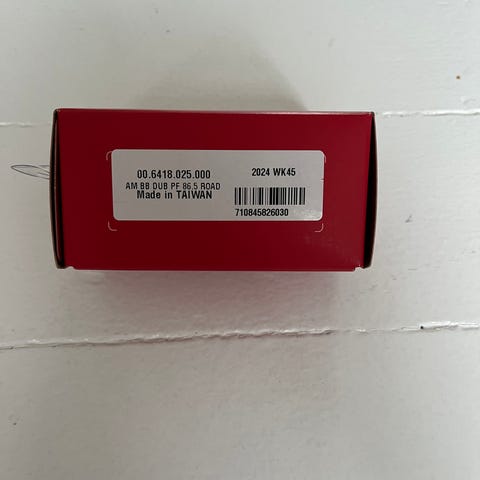 00.6418.025.000
2024 WK45
AM BB DUB PF 86.5 ROAD
Made in TAIWAN
710845826030